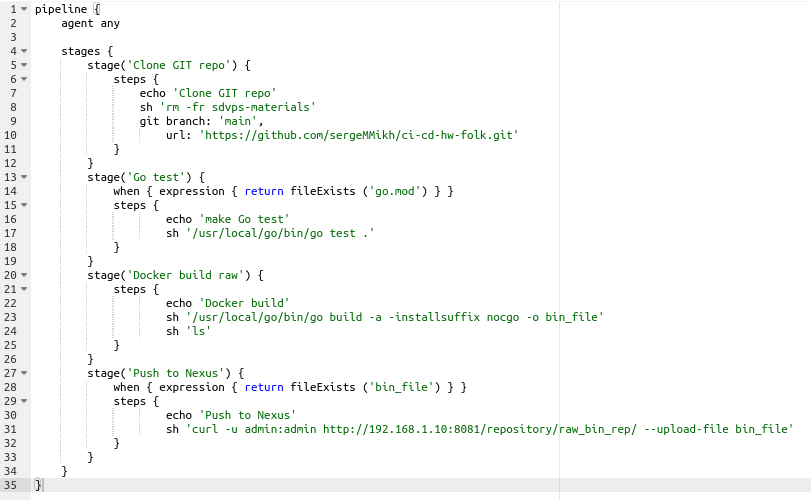 1 pipeline {
2     agent any
3
4     stages {
5         stage('Clone GIT repo') {
6             steps {
7                 echo 'Clone GIT repo'
8                 sh 'rm -fr sdvps-materials'
9                 git branch: 'main',
10                     url: 'https://github.com/sergeMMikh/ci-cd-hw-folk.git'
11             }
12         }
13         stage('Go test') {
14             when { expression { return fileExists ('go.mod') } }
15             steps {
16                     echo 'make Go test'
17                     sh '/usr/local/go/bin/go test .'
18             }
19         }
20         stage('Docker build raw') {
21             steps {
22                     echo 'Docker build'
23                     sh '/usr/local/go/bin/go build -a -installsuffix nocgo -o bin_file'
24                     sh 'ls'
25             }
26         }
27         stage('Push to Nexus') {
28             when { expression { return fileExists ('bin_file') } }
29             steps {
30                     echo 'Push to Nexus'
31                     sh 'curl -u admin:admin http://192.168.1.10:8081/repository/raw_bin_rep/ --upload-file bin_file'
32             }
33         }
34     }
35 }